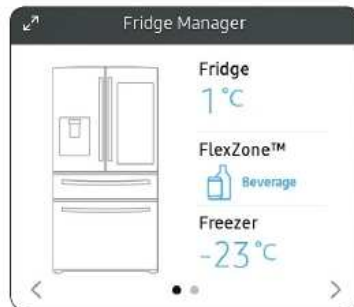 Fridge Manager
Fridge
1°C
FlexZone™
Beverage
Freezer
-23°C